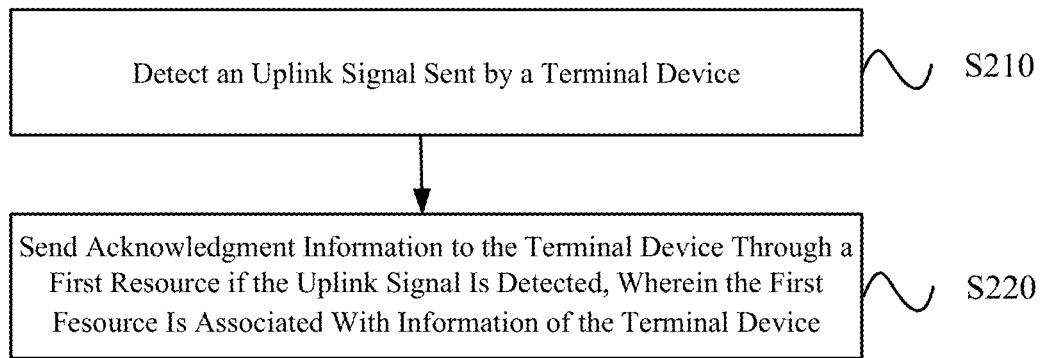 Detect an Uplink Signal Sent by a Terminal Device
S210
Send Acknowledgment Information to the Terminal Device Through a
First Resource if the Uplink Signal Is Detected, Wherein the First
Fesource Is Associated With Information of the Terminal Device
S220